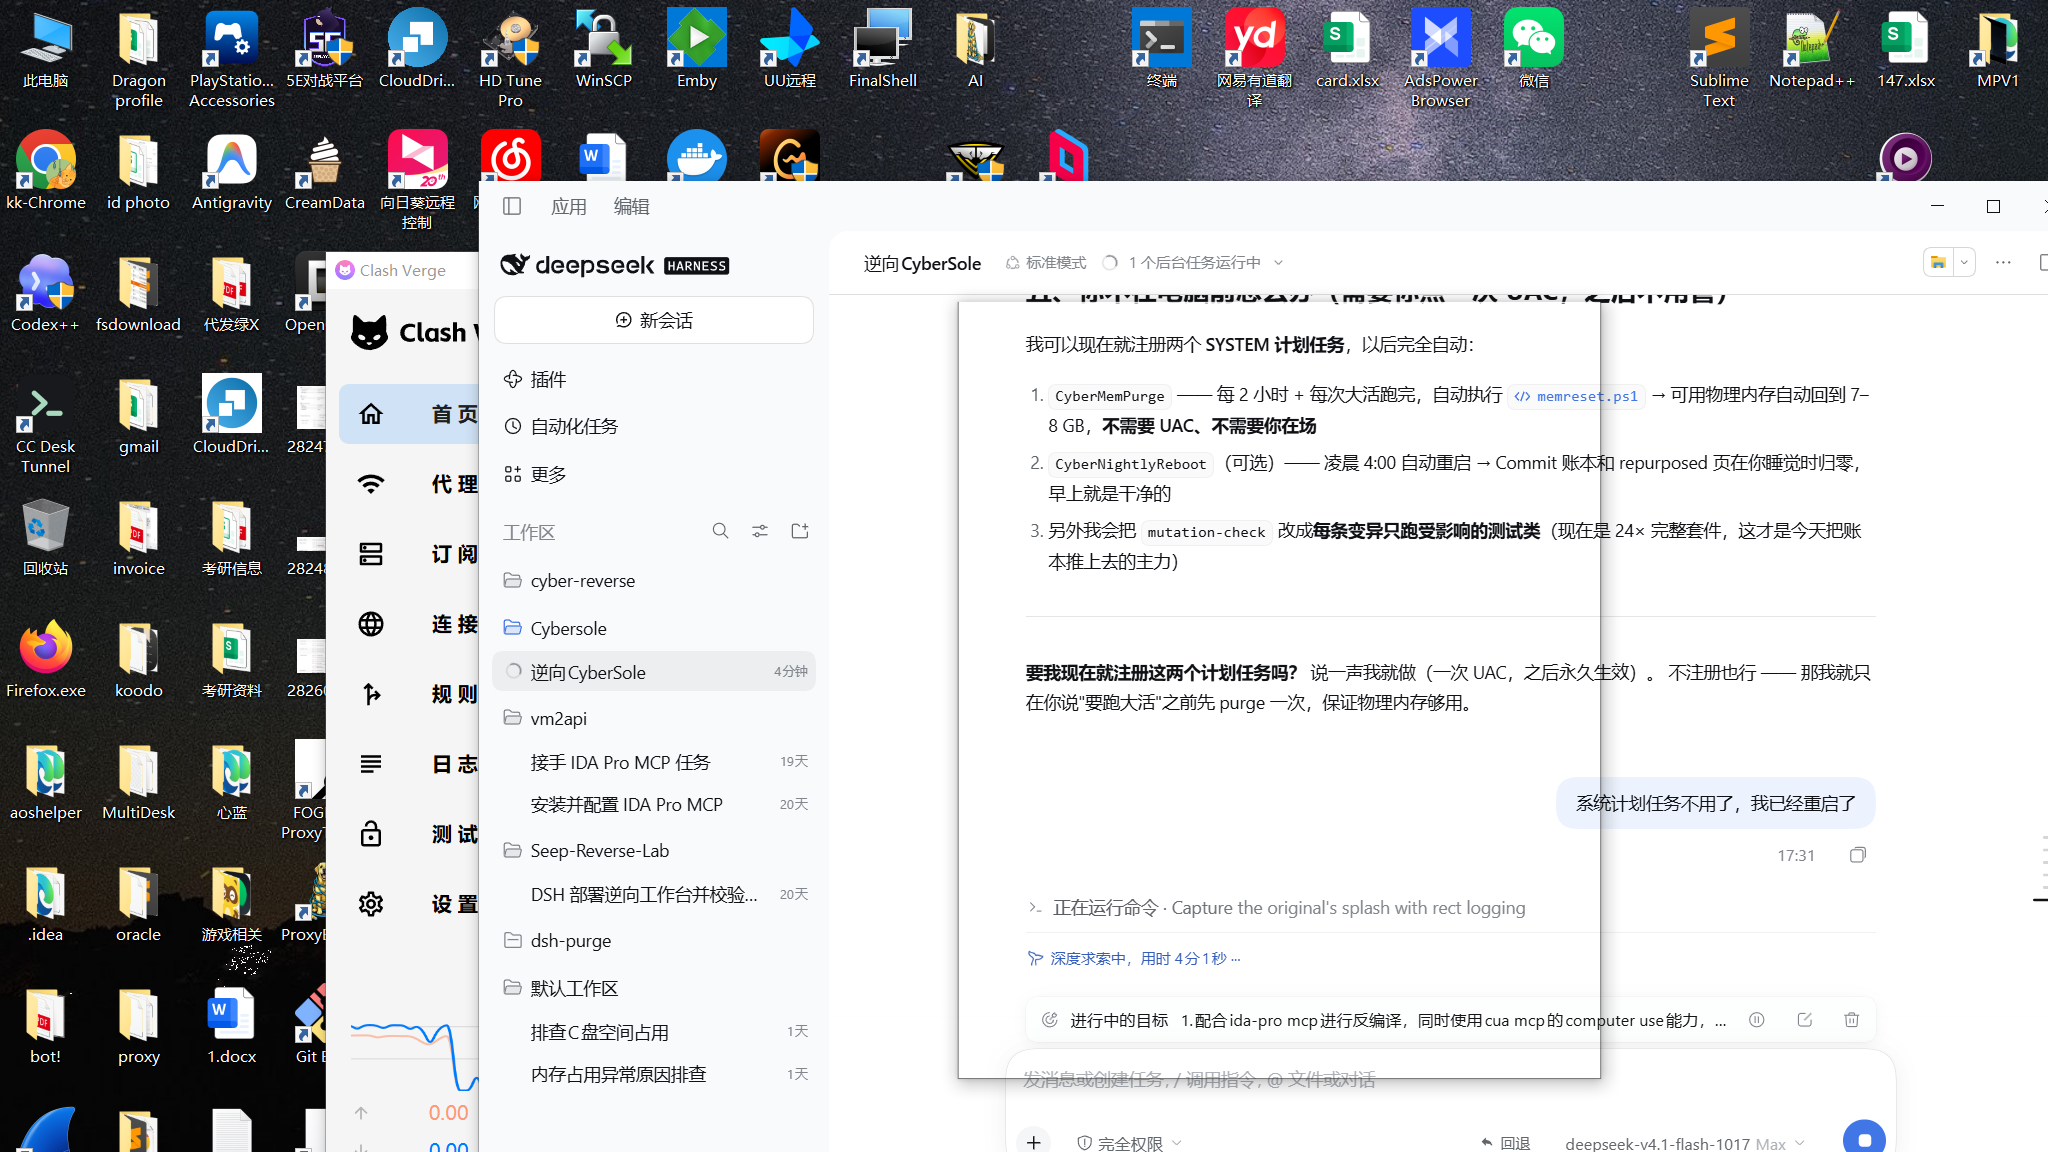 此电脑
Dragon profile
PlayStatio... Accessories
5E对战平台
CloudDri...
HD Tune Pro
WinSCP
Emby
UU远程
FinalShell
AI
终端
网易有道翻译
card.xlsx
AdsPower Browser
微信
Sublime Text
Notepad++
147.xlsx
MPV1
kk-Chrome
id photo
Antigravity
CreamData
向日葵远程控制
应用 编辑
Codex++
fsdownload
代发绿X
Clash Verge
deepseek HARNESS
逆向CyberSole 标准模式 1 个后台任务运行中
新会话
插件
自动化任务
更多
工作区
cyber-reverse
Cybersole
逆向CyberSole 4分钟
vm2api
接手 IDA Pro MCP 任务 19天
安装并配置 IDA Pro MCP 20天
Seep-Reverse-Lab
DSH 部署逆向工作台并校验... 20天
dsh-purge
默认工作区
排查C盘空间占用 1天
内存占用异常原因排查 1天
首 页
代 理
订 阅
连 接
规 则
日 志
测 试
设 置
0.00
0.00
CC Desk Tunnel
gmail
CloudDri...
回收站
invoice
考研信息
Firefox.exe
koodo
考研资料
aoshelper
MultiDesk
心蓝
.idea
oracle
游戏相关
bot!
proxy
1.docx
我可以现在就注册两个 SYSTEM 计划任务，以后完全自动：
1. CyberMemPurge —— 每 2 小时 + 每次大活跑完，自动执行 memreset.ps1 → 可用物理内存自动回到 7–
8 GB，不需要 UAC、不需要你在场
2. CyberNightlyReboot（可选）—— 凌晨 4:00 自动重启 → Commit 账本和 repurposed 页在你睡觉时归零，
早上就是干净的
3. 另外我会把 mutation-check 改成每条变异只跑受影响的测试类（现在是 24× 完整套件，这才是今天把账
本推上去的主力）
要我现在就注册这两个计划任务吗？ 说一声我就做（一次 UAC，之后永久生效）。 不注册也行 —— 那我就只
在你说"要跑大活"之前先 purge 一次，保证物理内存够用。
系统计划任务不用了，我已经重启了
17:31
正在运行命令 · Capture the original's splash with rect logging
深度求索中，用时 4分1秒 ...
进行中的目标 1.配合ida-pro mcp进行反编译，同时使用cua mcp的computer use能力，...
发消息或创建任务, / 调用指令, @ 文件或对话
完全权限 回退 deepseek-v4.1-flash-1017 Max